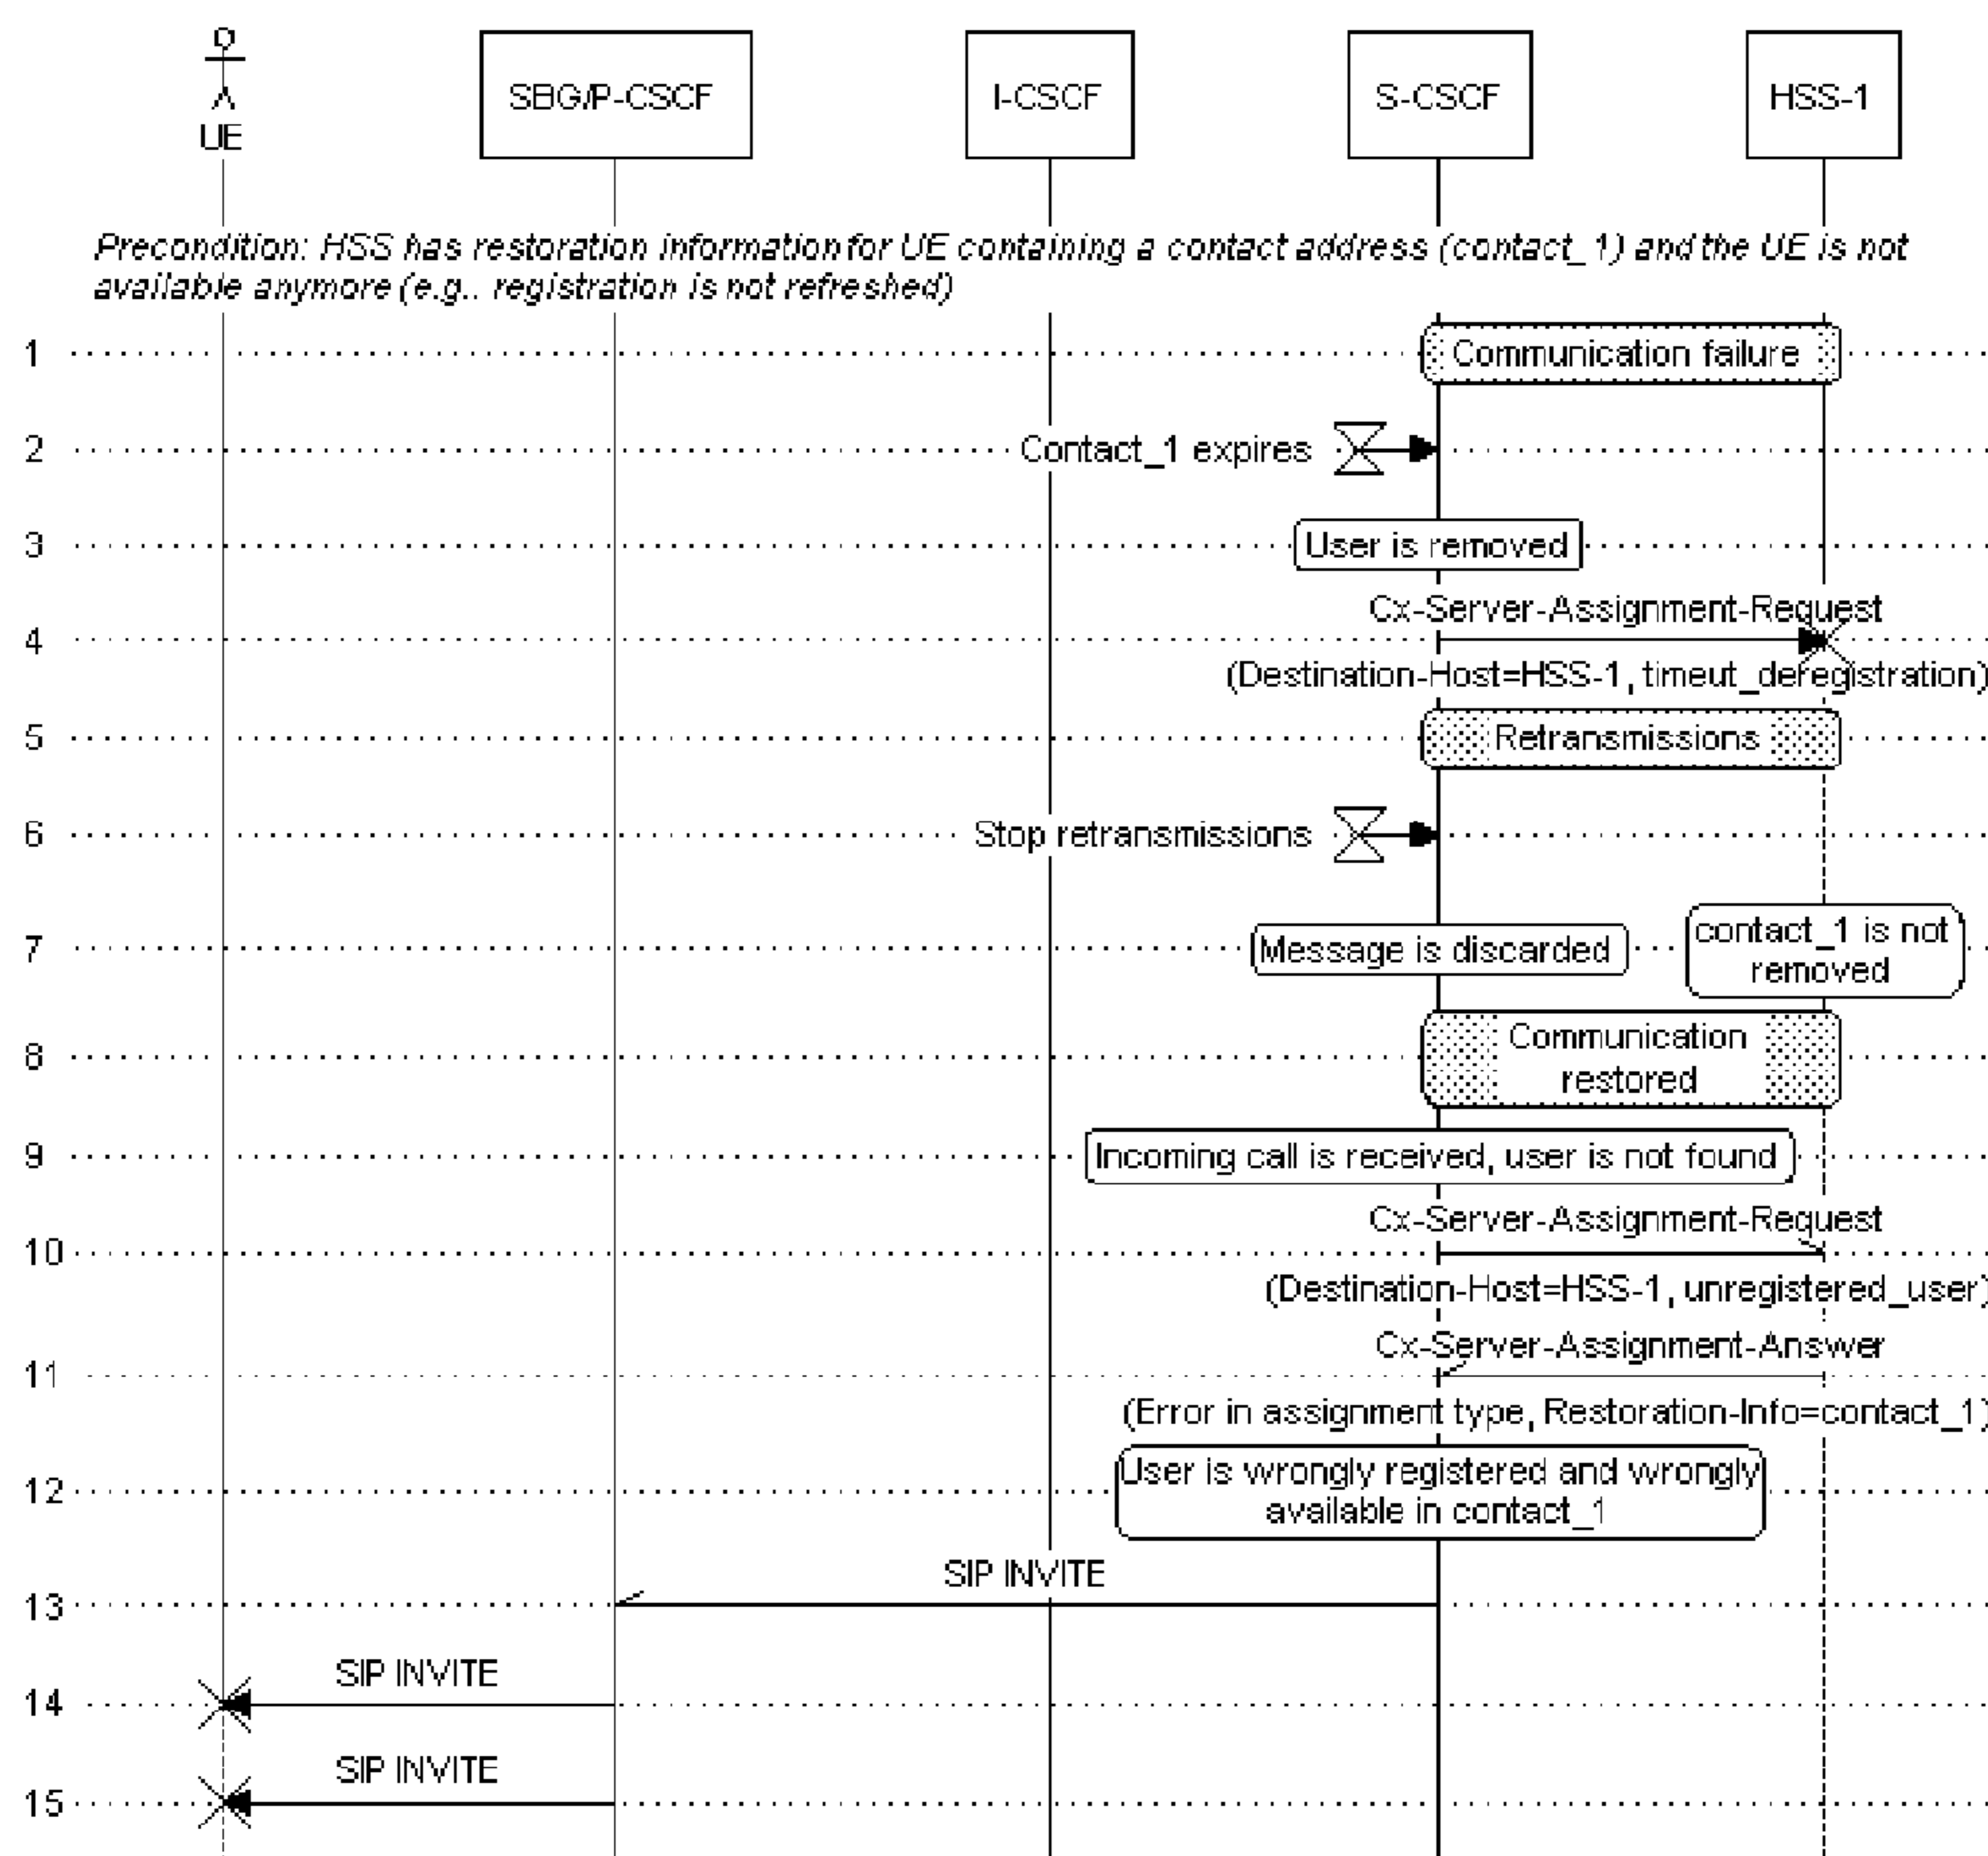 UE
SBG/P-CSCF
I-CSCF
S-CSCF
HSS-1
Precondition: HSS has restoration information for UE containing a contact address (contact_1) and the UE is not
available anymore (e.g.. registration is not refreshed)
1
Communication failure
2
Contact_1 expires
3
User is removed
Cx-Server-Assignment-Request
4
(Destination-Host=HSS-1, timeut_deregistration)
5
Retransmissions
6
Stop retransmissions
7
Message is discarded
contact_1 is not
removed
8
Communication
restored
9
Incoming call is received, user is not found
Cx-Server-Assignment-Request
10
(Destination-Host=HSS-1, unregistered_user)
Cx-Server-Assignment-Answer
11
(Error in assignment type, Restoration-Info=contact_1)
12
User is wrongly registered and wrongly
available in contact_1
SIP INVITE
13
SIP INVITE
14
SIP INVITE
15